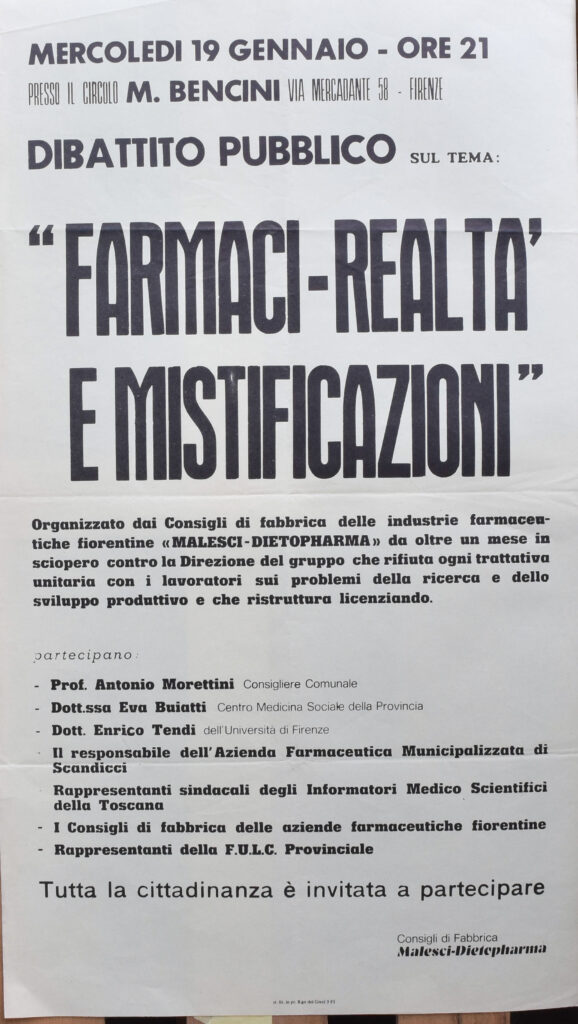 MERCOLEDI 19 GENNAIO - ORE 21
PRESSO IL CIRCOLO M. BENCINI VIA MERCADANTE 58 - FIRENZE
DIBATTITO PUBBLICO SUL TEMA:
“FARMACI-REALTA’
E MISTIFICAZIONI”
Organizzato dai Consigli di fabbrica delle industrie farmaceu-
tiche fiorentine «MALESCI-DIETOPHARMA» da oltre un mese in
sciopero contro la Direzione del gruppo che rifiuta ogni trattativa
unitaria con i lavoratori sui problemi della ricerca e dello
sviluppo produttivo e che ristruttura licenziando.
partecipano:
- Prof. Antonio Morettini Consigliere Comunale
- Dott.ssa Eva Buiatti Centro Medicina Sociale della Provincia
- Dott. Enrico Tendi dell'Università di Firenze
· Il responsabile dell'Azienda Farmaceutica Municipalizzata di
Scandicci
Rappresentanti sindacali degli Informatori Medico Scientifici
della Toscana
- I Consigli di fabbrica delle aziende farmaceutiche fiorentine
- Rappresentanti della F.U.L.C. Provinciale
Tutta la cittadinanza è invitata a partecipare
Consigli di Fabbrica
Malesci-Dietopharma